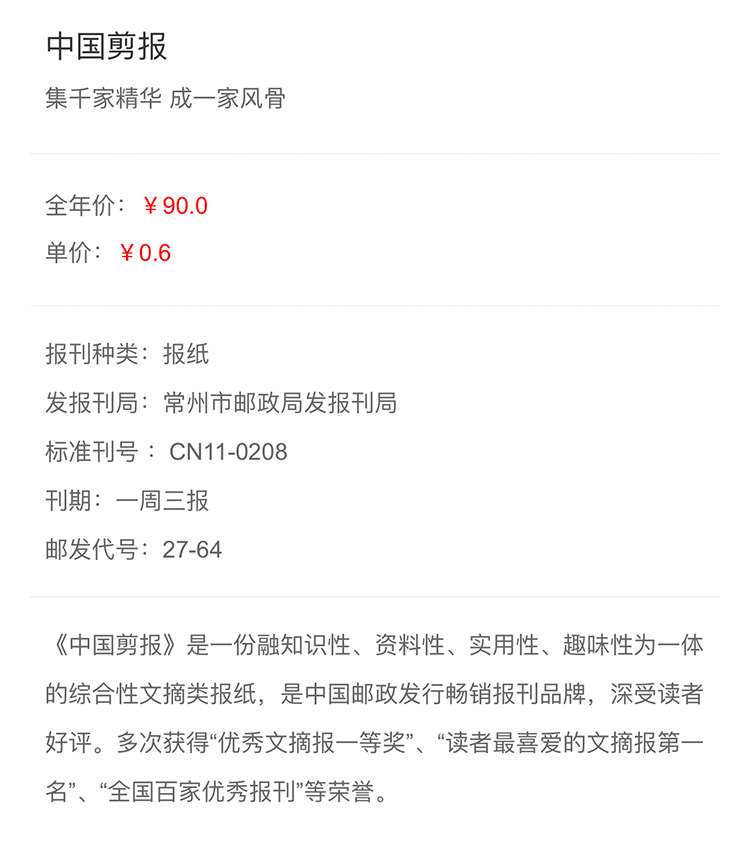 中国剪报
集千家精华 成一家风骨
全年价：￥90.0
单价：￥0.6
报刊种类：报纸
发报刊局：常州市邮政局发报刊局
标准刊号 ：CN11-0208
刊期：一周三报
邮发代号：27-64
《中国剪报》是一份融知识性、资料性、实用性、趣味性为一体
的综合性文摘类报纸，是中国邮政发行畅销报刊品牌，深受读者
好评。多次获得“优秀文摘报一等奖”、“读者最喜爱的文摘报第一
名”、“全国百家优秀报刊”等荣誉。